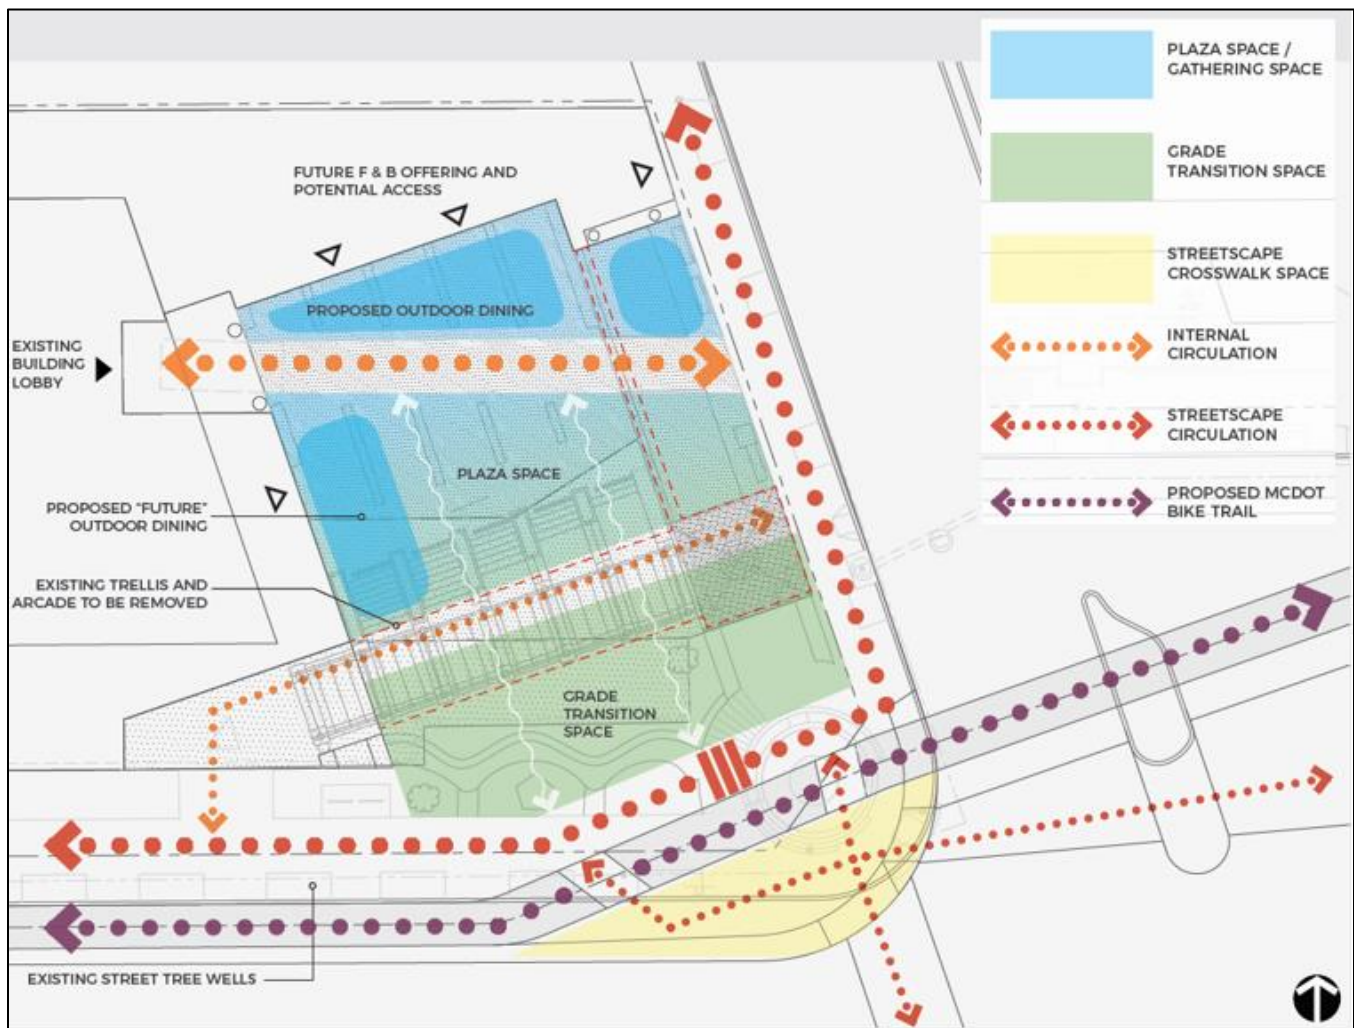 PLAZA SPACE /
GATHERING SPACE
GRADE
TRANSITION SPACE
STREETSCAPE
CROSSWALK SPACE
INTERNAL
CIRCULATION
STREETSCAPE
CIRCULATION
PROPOSED MCDOT
BIKE TRAIL
FUTURE F & B OFFERING AND
POTENTIAL ACCESS
PROPOSED OUTDOOR DINING
EXISTING
BUILDING
LOBBY
PLAZA SPACE
PROPOSED "FUTURE"
OUTDOOR DINING
EXISTING TRELLIS AND
ARCADE TO BE REMOVED
GRADE
TRANSITION
SPACE
EXISTING STREET TREE WELLS